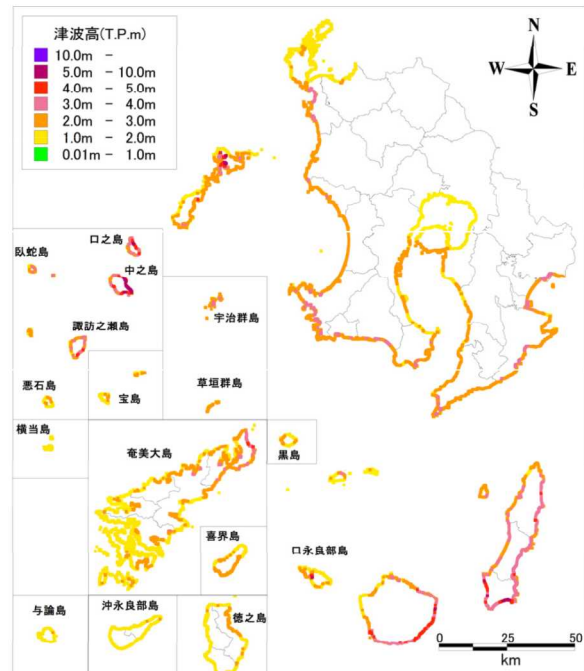 津波高(T.P.m)
10.0m －
5.0m － 10.0m
4.0m － 5.0m
3.0m － 4.0m
2.0m － 3.0m
1.0m － 2.0m
0.01m － 1.0m
N
W E
S
口之島
臥蛇島
中之島
宇治群島
諏訪之瀬島
悪石島
宝島
草垣群島
横当島
奄美大島
黒島
喜界島
口永良部島
与論島
沖永良部島
徳之島
0 25 50
km